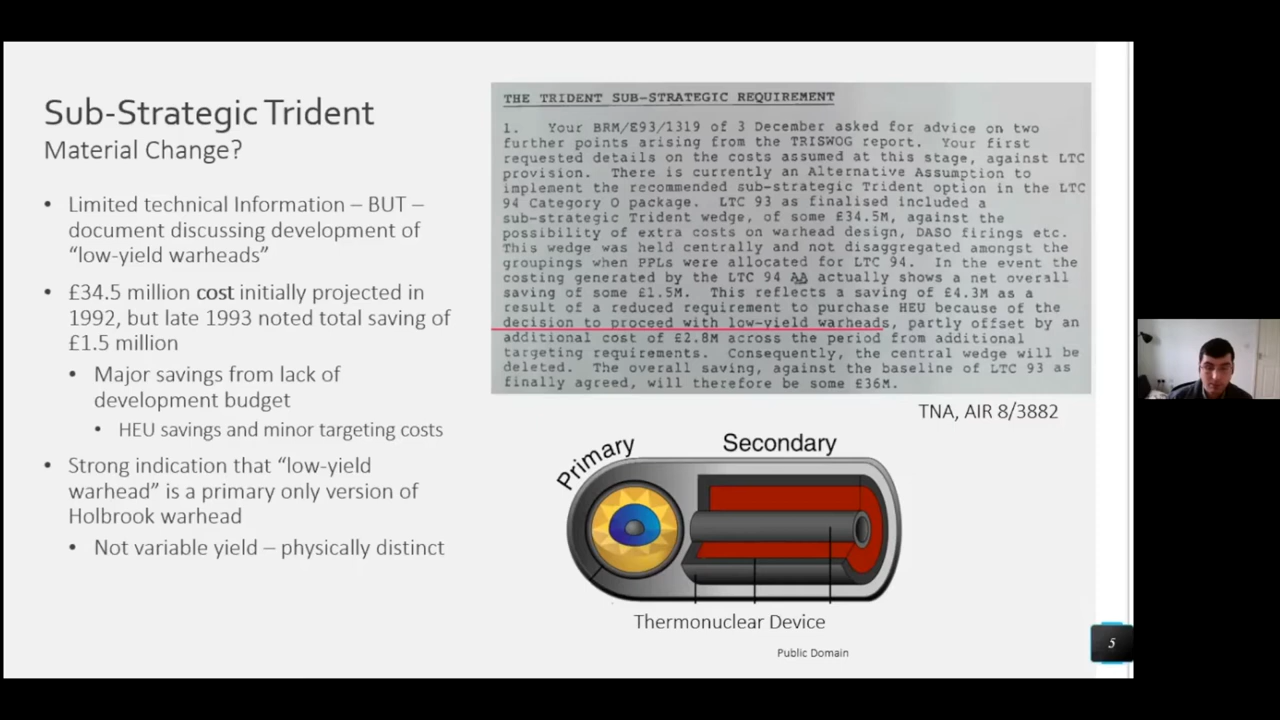 Sub-Strategic Trident
Material Change?
• Limited technical Information – BUT –
document discussing development of
“low-yield warheads”
• £34.5 million cost initially projected in
1992, but late 1993 noted total saving of
£1.5 million
• Major savings from lack of
development budget
• HEU savings and minor targeting costs
• Strong indication that “low-yield
warhead” is a primary only version of
Holbrook warhead
• Not variable yield – physically distinct
THE TRIDENT SUB-STRATEGIC REQUIREMENT
1. Your BRM/E93/1319 of 3 December asked for advice on two
further points arising from the TRISWOG report. Your first
requested details on the costs assumed at this stage, against LTC
provision. There is currently an Alternative Assumption to
implement the recommended sub-strategic Trident option in the LTC
94 Category O package. LTC 93 as finalised included a
sub-strategic Trident wedge, of some £34.5M, against the
possibility of extra costs on warhead design, DASO firings etc.
This wedge was held centrally and not disaggregated amongst the
groupings when PPLs were allocated for LTC 94. In the event the
costing generated by the LTC 94 AA actually shows a net overall
saving of some £1.5M. This reflects a saving of £4.3M as a
result of a reduced requirement to purchase HEU because of the
decision to proceed with low-yield warheads, partly offset by an
additional cost of £2.8M across the period from additional
targeting requirements. Consequently, the central wedge will be
deleted. The overall saving, against the baseline of LTC 93 as
finally agreed, will therefore be some £36M.
TNA, AIR 8/3882
Primary
Secondary
Thermonuclear Device
Public Domain
5